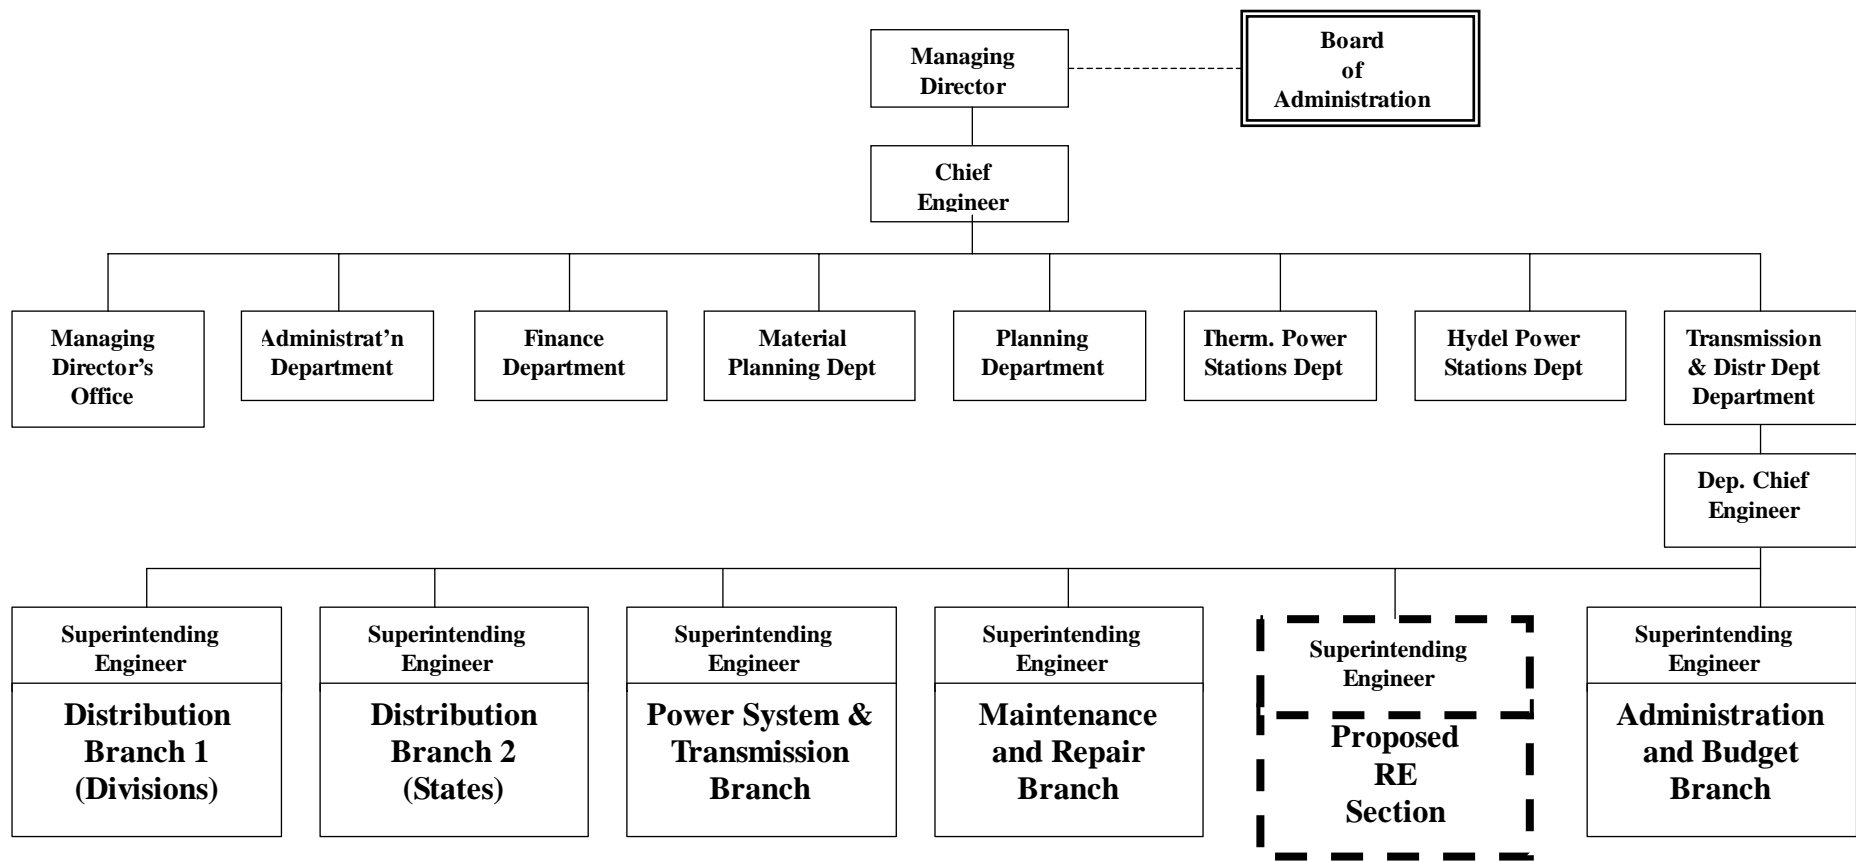 Managing
Director
Board
of
Administration
Chief
Engineer
Managing
Director’s
Office
Administrat’n
Department
Finance
Department
Material
Planning Dept
Planning
Department
Therm. Power
Stations Dept
Hydel Power
Stations Dept
Transmission
& Distr Dept
Department
Dep. Chief
Engineer
Superintending
Engineer
Distribution
Branch 1
(Divisions)
Superintending
Engineer
Distribution
Branch 2
(States)
Superintending
Engineer
Power System &
Transmission
Branch
Superintending
Engineer
Maintenance
and Repair
Branch
Superintending
Engineer
Proposed
RE
Section
Superintending
Engineer
Administration
and Budget
Branch